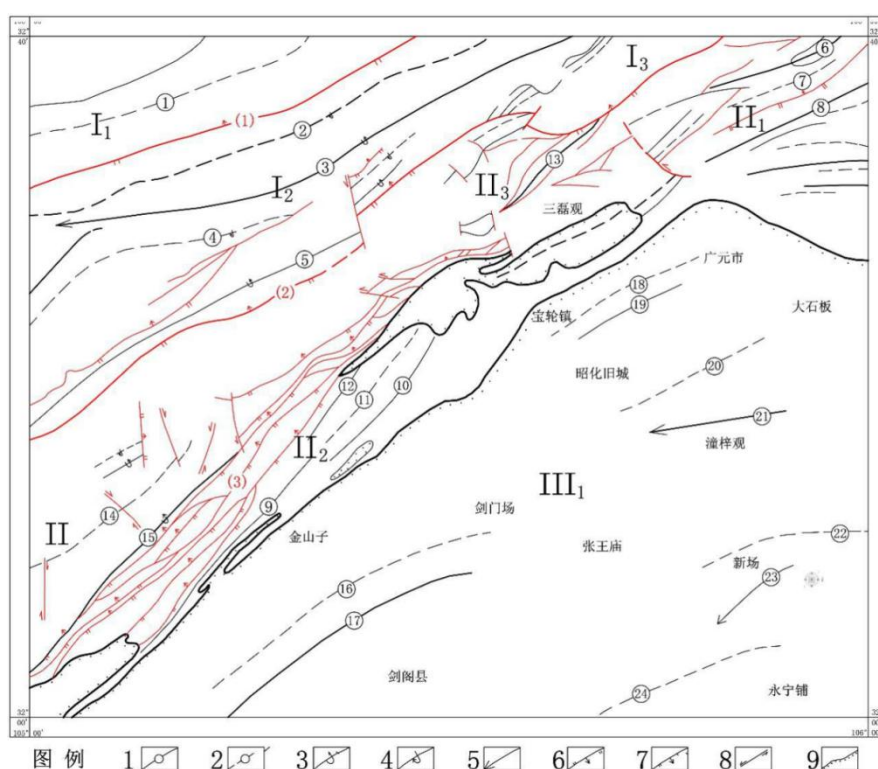 32°
40′
32°
40′
I₃
⑥
①
(1)
⑦
I₁
②
⑧
II₁
③
⑬
I₂
II₃
三磊观
④
⑤
广元市
(2)
⑱
大石板
宝轮镇
⑲
昭化旧城
⑳
⑫
⑪
⑩
㉑
潼梓观
II₂
(3)
III₁
⑨
剑门场
⑭
II
⑮
金山子
张王庙
㉒
新场
⑯
㉓
⑰
剑阁县
㉔
永宁铺
32°
00′
105°00′
32°
00′
106°00′
图 例 1 2 3 4 5 6 7 8 9